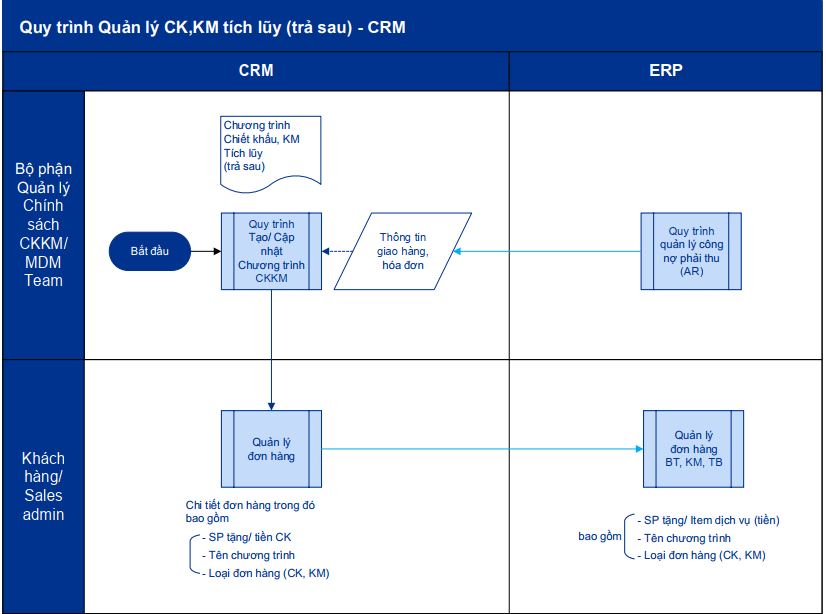 Quy trình Quản lý CK,KM tích lũy (trả sau) - CRM
CRM
ERP
Bộ phận
Quản lý
Chính
sách
CKKM/
MDM
Team
Chương trình
Chiết khấu, KM
Tích lũy
(trả sau)
Bắt đầu
Quy trình
Tạo/ Cập
nhật
Chương trình
CKKM
Thông tin
giao hàng,
hóa đơn
Quy trình
quản lý công
nợ phải thu
(AR)
Khách
hàng/
Sales
admin
Quản lý
đơn hàng
Chi tiết đơn hàng trong đó
bao gồm
- SP tặng/ tiền CK
- Tên chương trình
- Loại đơn hàng (CK, KM)
Quản lý
đơn hàng
BT, KM, TB
bao gồm
- SP tặng/ Item dịch vụ (tiền)
- Tên chương trình
- Loại đơn hàng (CK, KM)